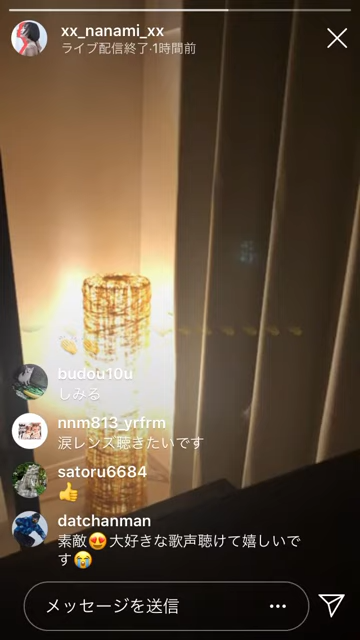 xx_nanami_xx
ライブ配信終了·1時間前
budou10u
しみる
nnm813_yrfrm
涙レンズ聴きたいです
satoru6684
👍
datchanman
素敵😍大好きな歌声聴けて嬉しいで
す😭
メッセージを送信